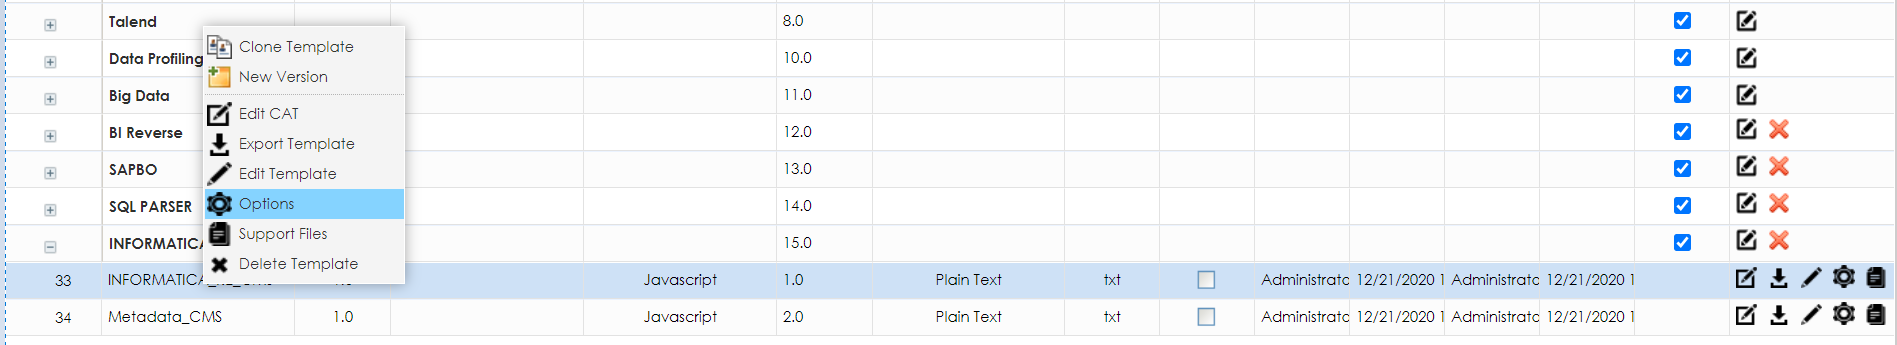 Talend 8.0
Data Profiling 10.0
Big Data 11.0
BI Reverse 12.0
SAPBO 13.0
SQL PARSER 14.0
INFORMATICA 15.0
Clone Template
New Version
Edit CAT
Export Template
Edit Template
Options
Support Files
Delete Template
33 INFORMATICA Javascript 1.0 Plain Text txt Administratc 12/21/2020 1 Administratc 12/21/2020 1
34 Metadata_CMS 1.0 Javascript 2.0 Plain Text txt Administratc 12/21/2020 1 Administratc 12/21/2020 1